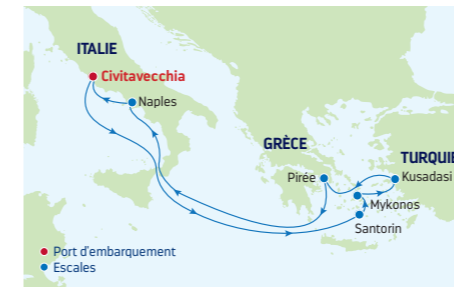 ITALIE
Civitavecchia
Naples
GRÈCE
TURQUIE
Pirée
Kusadasi
Mykonos
Santorin
Port d'embarquement
Escales